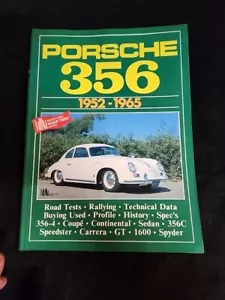 PORSCHE
356
1952-1965
Road Tests • Rallying • Technical Data
Buying Used • Profile • History • Spec's
356-4 • Coupé • Continental • Sedan • 356C
Speedster • Carrera • GT • 1600 • Spyder